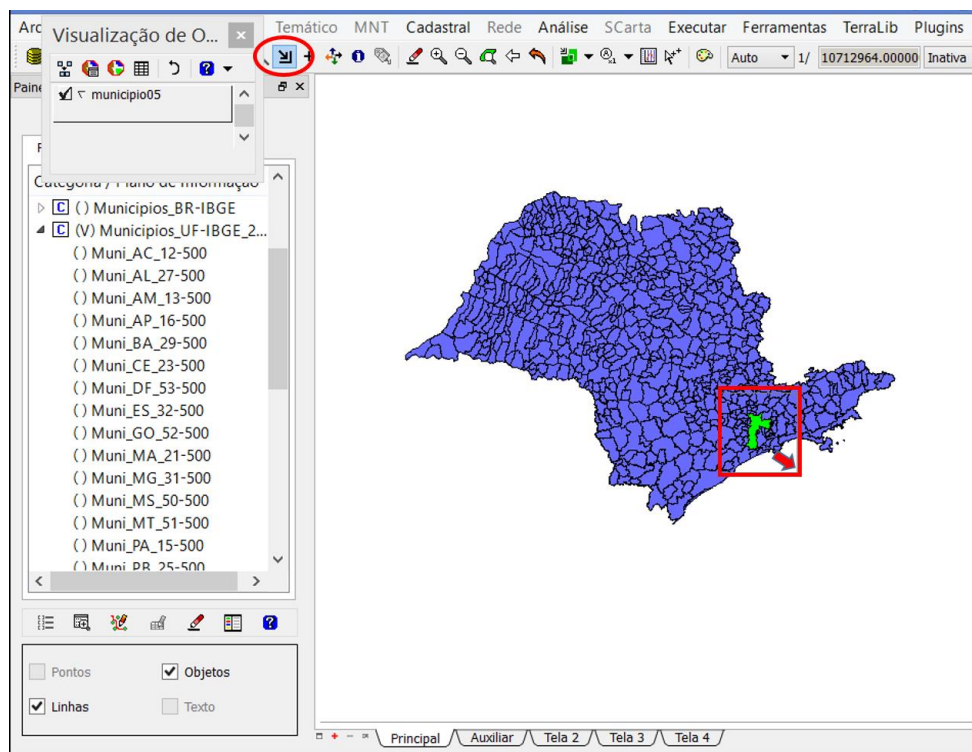 Arq
Temático MNT Cadastral Rede Análise SCarta Executar Ferramentas TerraLib Plugins
Visualização de O...
Auto 1/ 10712964.00000 Inativa
Paine
municipio05
Categoria / Plano de Informação
() Municipios_BR-IBGE
(V) Municipios_UF-IBGE_2...
() Muni_AC_12-500
() Muni_AL_27-500
() Muni_AM_13-500
() Muni_AP_16-500
() Muni_BA_29-500
() Muni_CE_23-500
() Muni_DF_53-500
() Muni_ES_32-500
() Muni_GO_52-500
() Muni_MA_21-500
() Muni_MG_31-500
() Muni_MS_50-500
() Muni_MT_51-500
() Muni_PA_15-500
() Muni_PB_25-500
Pontos Objetos
Linhas Texto
Principal Auxiliar Tela 2 Tela 3 Tela 4